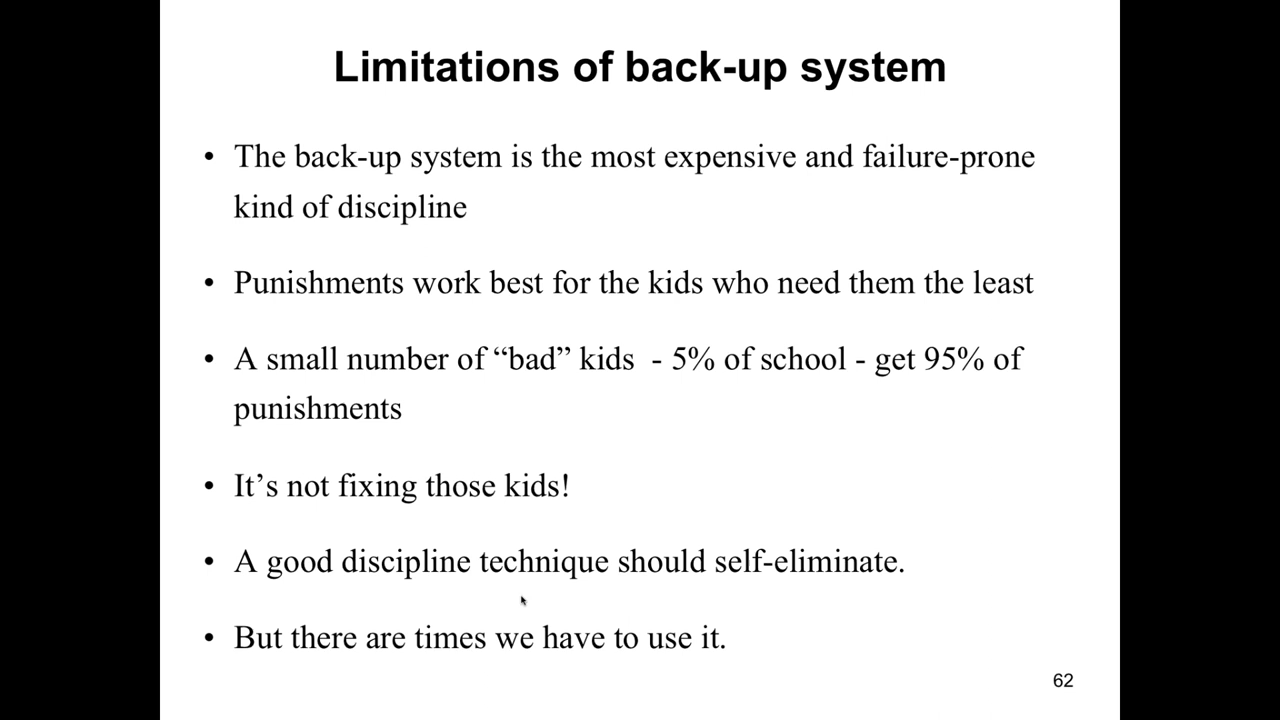 Limitations of back-up system
• The back-up system is the most expensive and failure-prone
kind of discipline
• Punishments work best for the kids who need them the least
• A small number of “bad” kids  - 5% of school - get 95% of
punishments
• It’s not fixing those kids!
• A good discipline technique should self-eliminate.
• But there are times we have to use it.
62